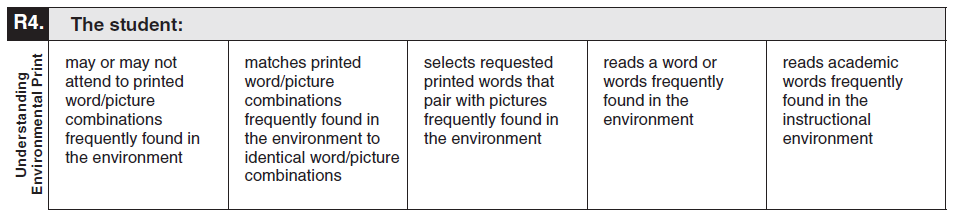 R4. The student:
Understanding
Environmental Print
may or may not
attend to printed
word/picture
combinations
frequently found in
the environment
matches printed
word/picture
combinations
frequently found in
the environment to
identical word/picture
combinations
selects requested
printed words that
pair with pictures
frequently found in
the environment
reads a word or
words frequently
found in the
environment
reads academic
words frequently
found in the
instructional
environment